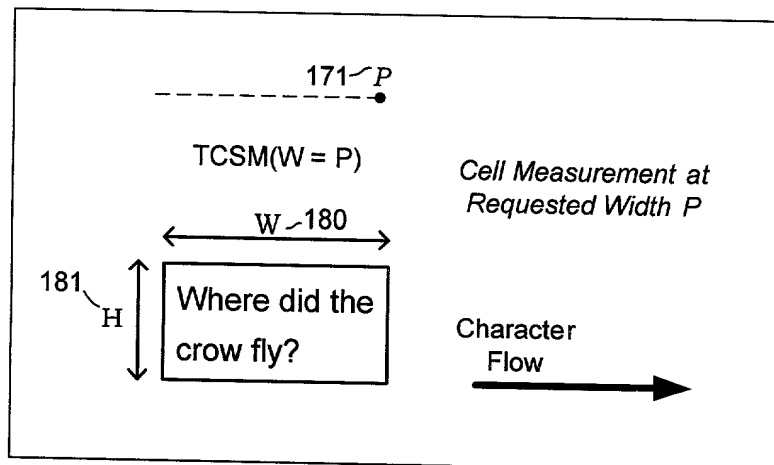 171 P
TCSM(W = P)
Cell Measurement at
Requested Width P
W 180
181 H
Where did the
crow fly?
Character
Flow